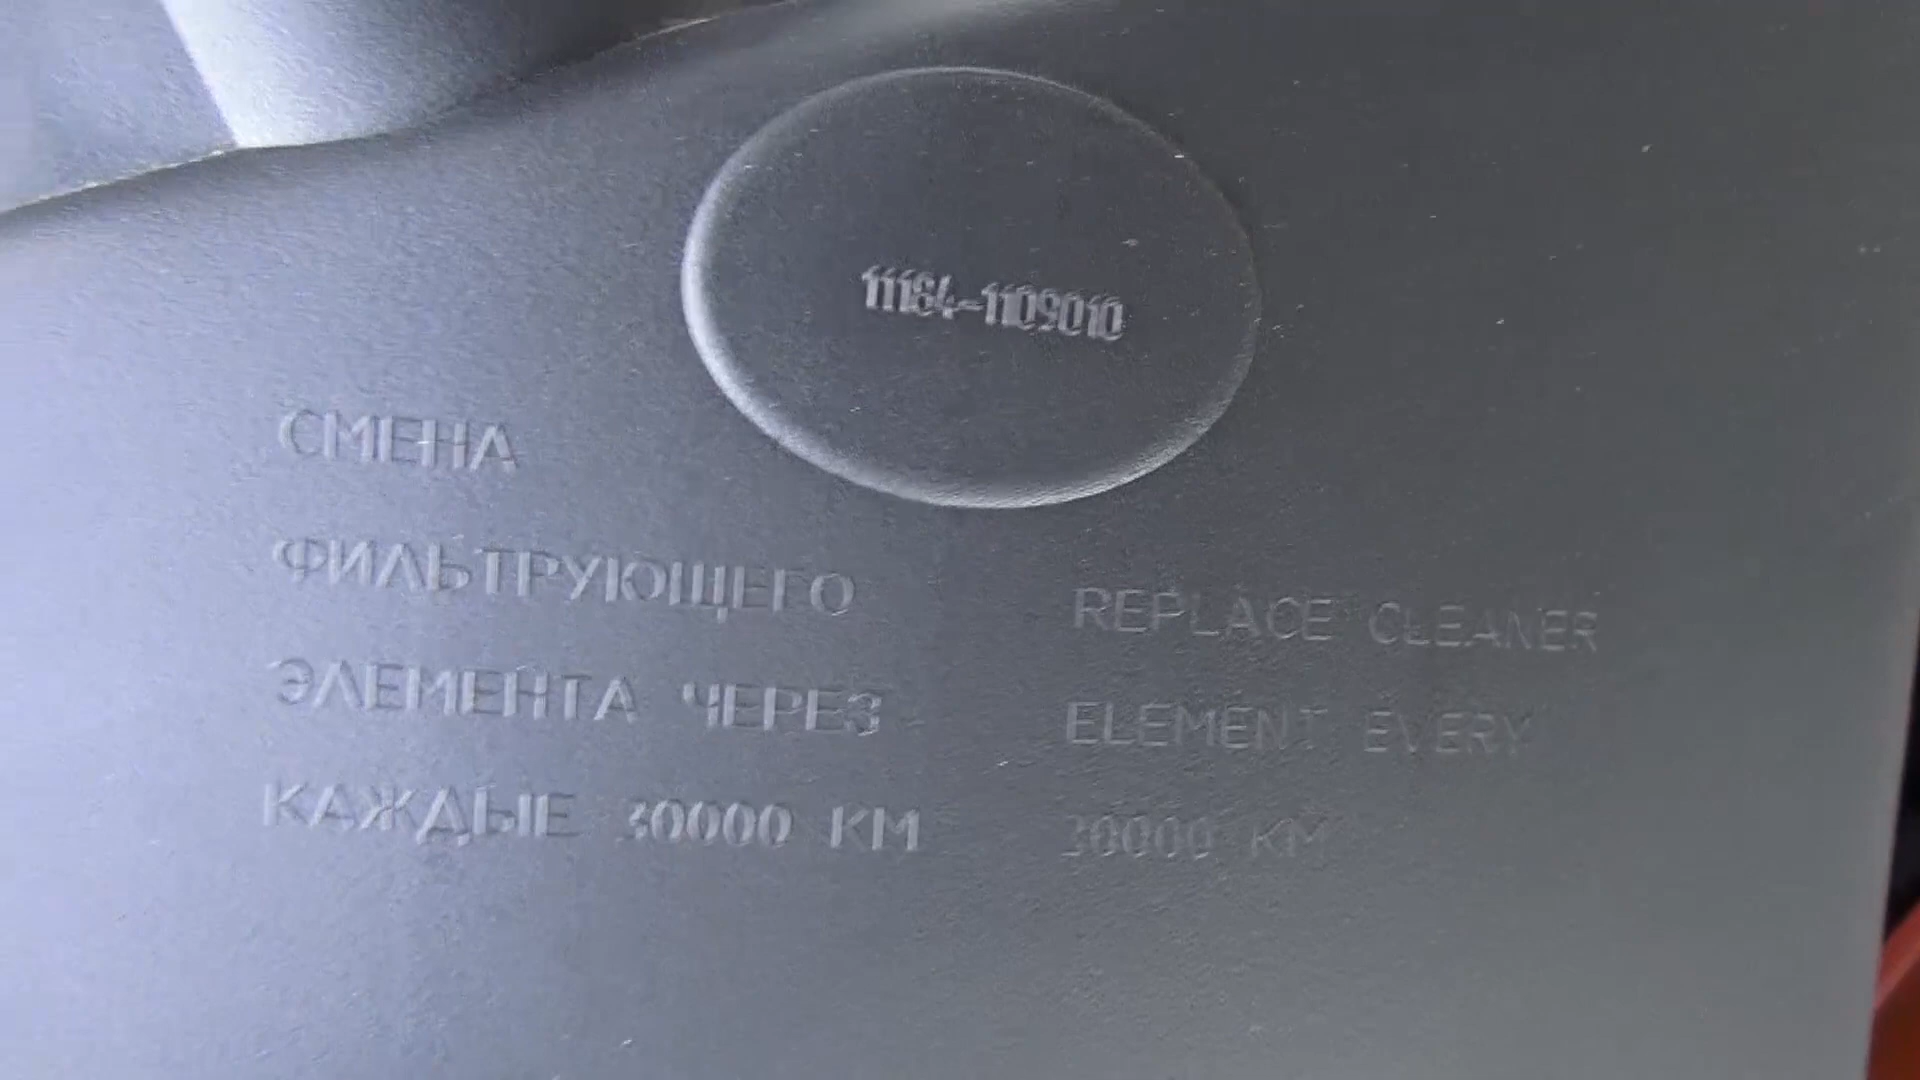 11184-1109010
СМЕНА
ФИЛЬТРУЮЩЕГО
ЭЛЕМЕНТА ЧЕРЕЗ
КАЖДЫЕ 30000 КМ
REPLACE CLEANER
ELEMENT EVERY
30000 KM